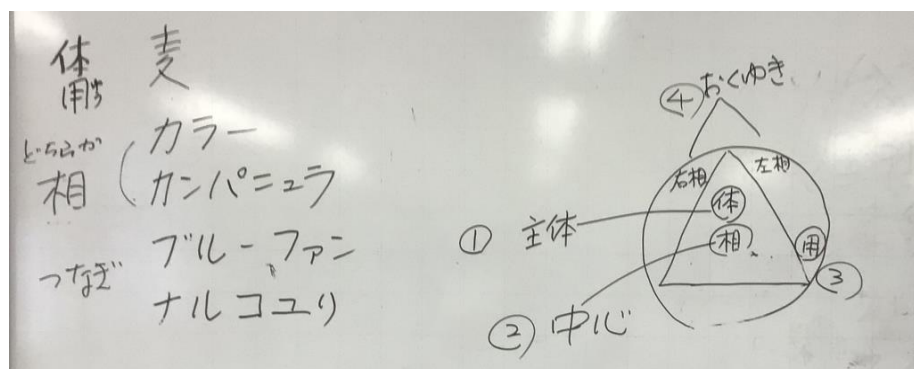 体 麦
用
どちらか
相 カラー
カンパニュラ
つなぎ ブルーファン
ナルコユリ
④ おくゆき
右相 左相
体
① 主体
相 用
③
② 中心